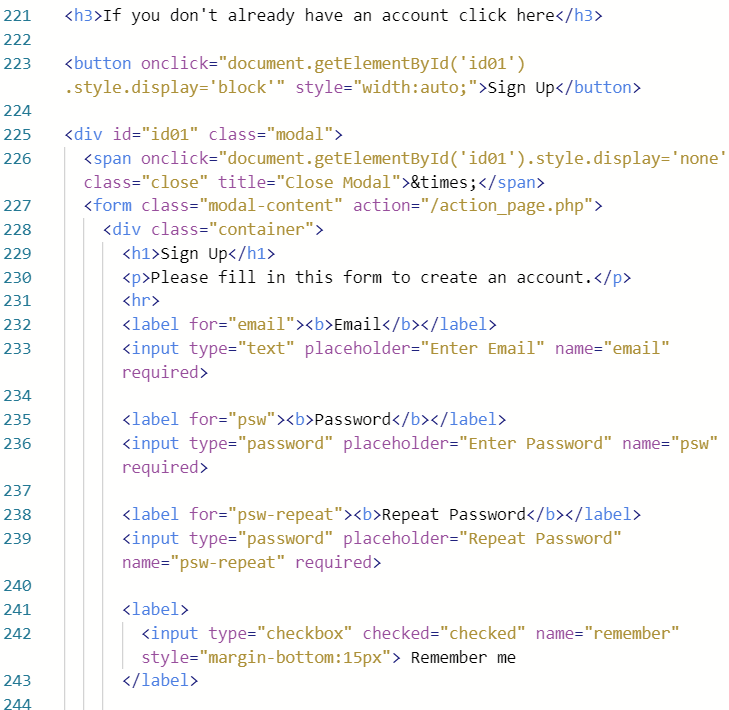 221 <h3>If you don't already have an account click here</h3>
222
223 <button onclick="document.getElementById('id01')
.style.display='block'" style="width:auto;">Sign Up</button>
224
225 <div id="id01" class="modal">
226 <span onclick="document.getElementById('id01').style.display='none'
class="close" title="Close Modal">&times;</span>
227 <form class="modal-content" action="/action_page.php">
228 <div class="container">
229 <h1>Sign Up</h1>
230 <p>Please fill in this form to create an account.</p>
231 <hr>
232 <label for="email"><b>Email</b></label>
233 <input type="text" placeholder="Enter Email" name="email"
required>
234
235 <label for="psw"><b>Password</b></label>
236 <input type="password" placeholder="Enter Password" name="psw"
required>
237
238 <label for="psw-repeat"><b>Repeat Password</b></label>
239 <input type="password" placeholder="Repeat Password"
name="psw-repeat" required>
240
241 <label>
242 <input type="checkbox" checked="checked" name="remember"
style="margin-bottom:15px"> Remember me
243 </label>
244